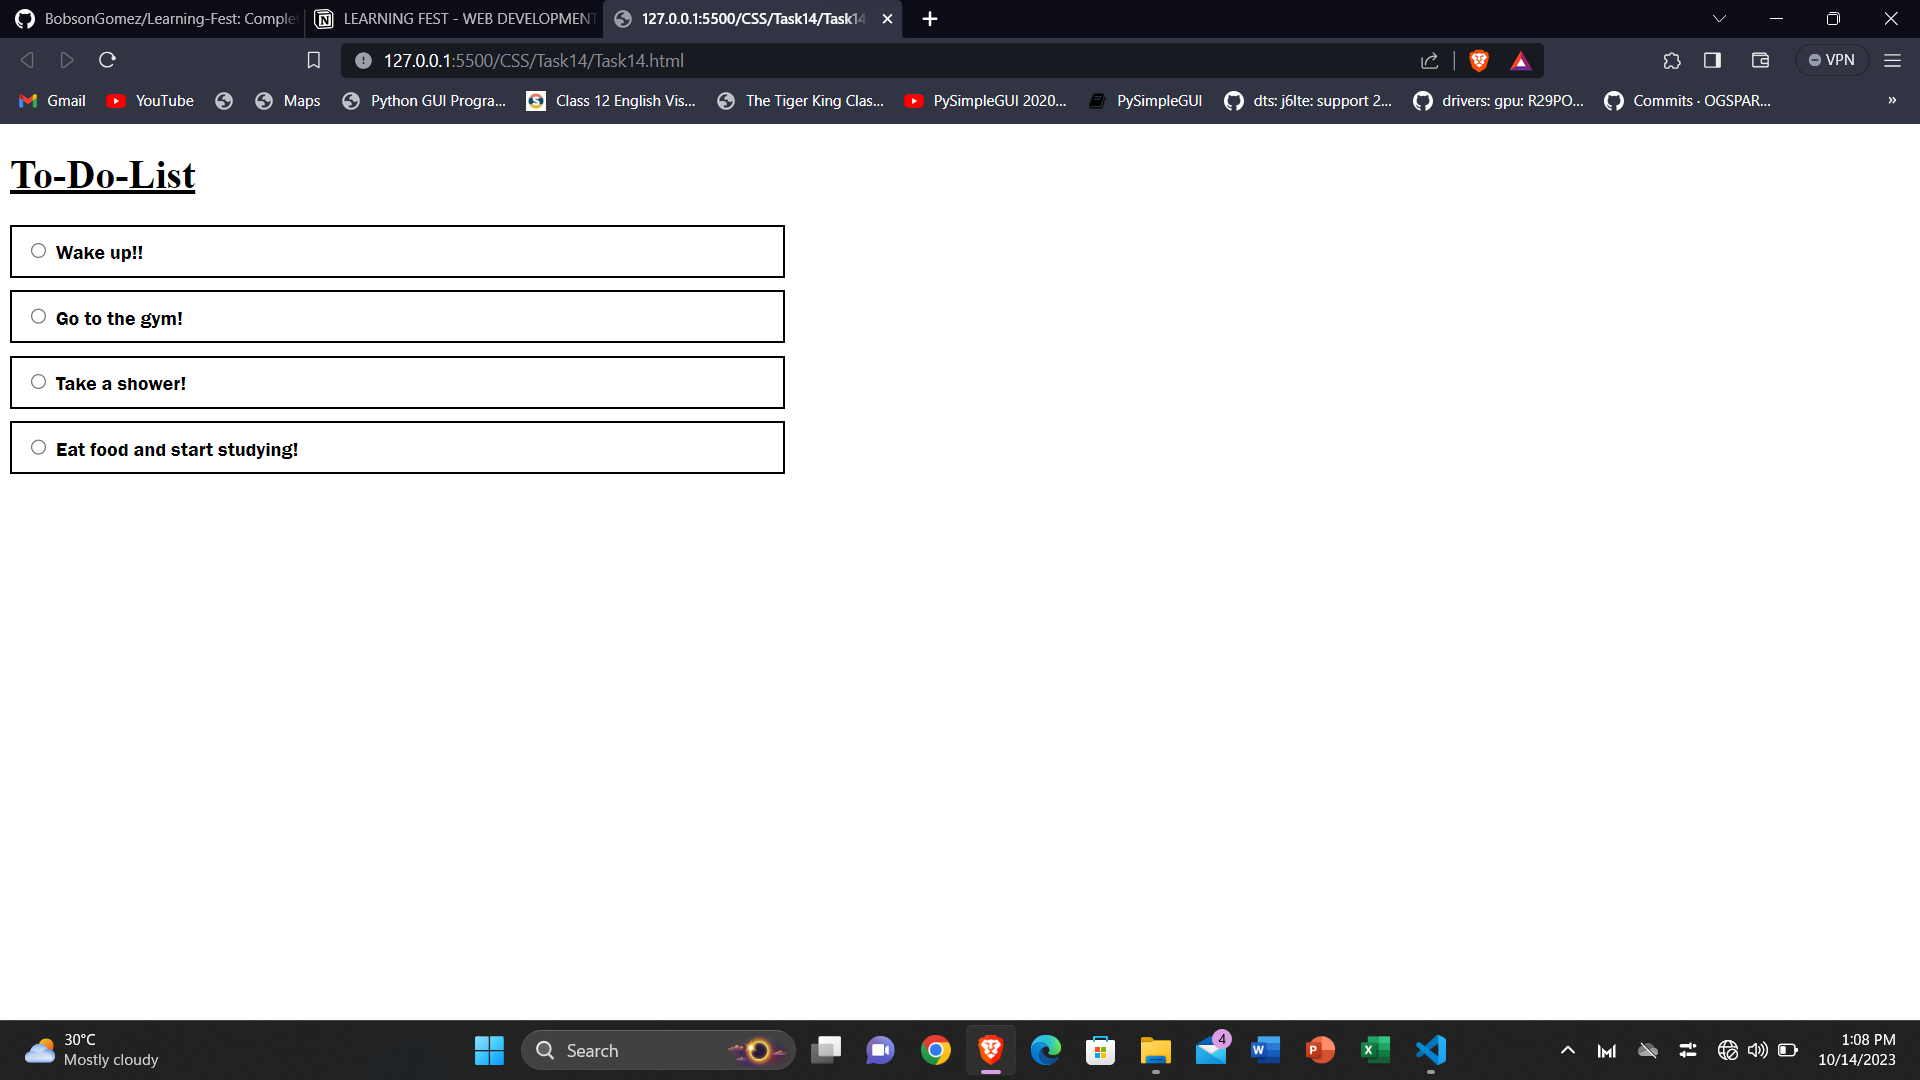 BobsonGomez/Learning-Fest: Complet
LEARNING FEST - WEB DEVELOPMENT
127.0.0.1:5500/CSS/Task14/Task14
127.0.0.1:5500/CSS/Task14/Task14.html
VPN
Gmail
YouTube
Maps
Python GUI Progra...
Class 12 English Vis...
The Tiger King Clas...
PySimpleGUI 2020...
PySimpleGUI
dts: j6lte: support 2...
drivers: gpu: R29PO...
Commits · OGSPAR...
»
To-Do-List
Wake up!!
Go to the gym!
Take a shower!
Eat food and start studying!
30°C
Mostly cloudy
Search
4
1:08 PM
10/14/2023